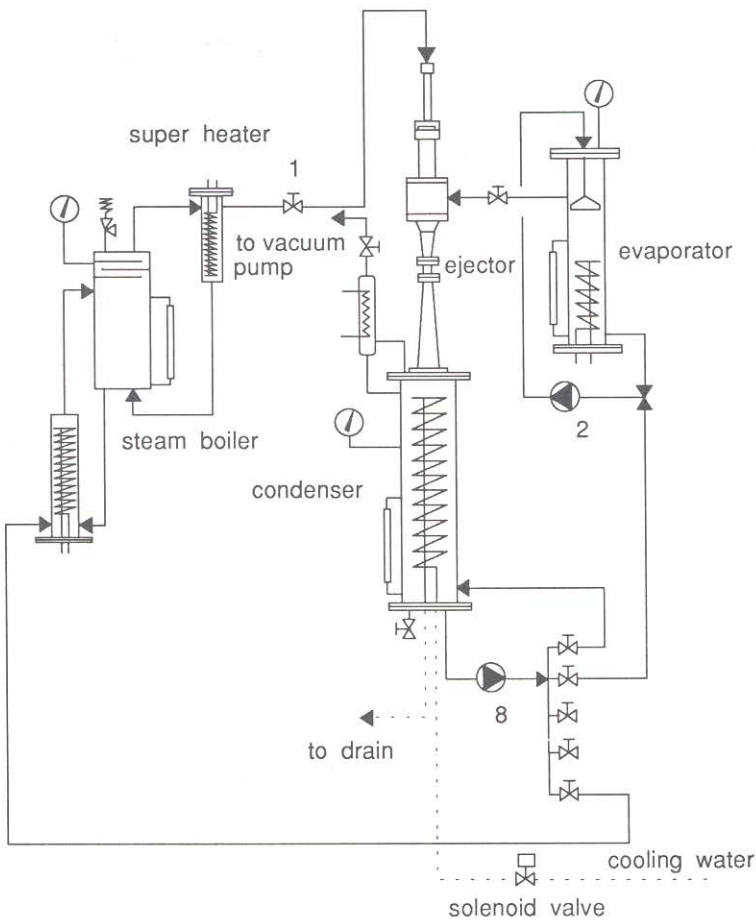 super heater
1
to vacuum
pump
ejector
evaporator
steam boiler
2
condenser
8
to drain
cooling water
solenoid valve